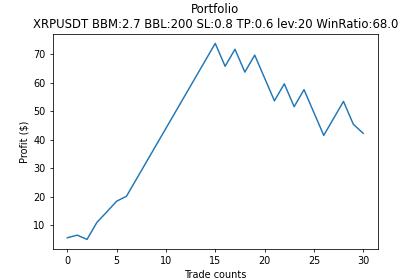 Portfolio
XRPUSDT BBM:2.7 BBL:200 SL:0.8 TP:0.6 lev:20 WinRatio:68.0
70
60
50
40
30
20
10
Profit ($)
0 5 10 15 20 25 30
Trade counts